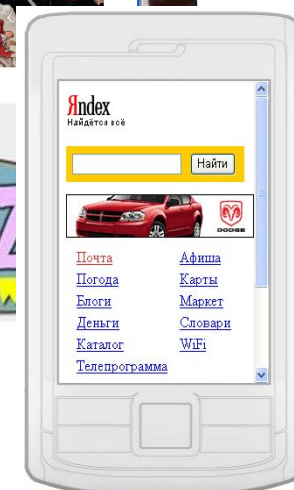 Яndex
Найдётся всё
Найти
DODGE
Почта
Афиша
Погода
Карты
Блоги
Маркет
Деньги
Словари
Каталог
WiFi
Телепрограмма